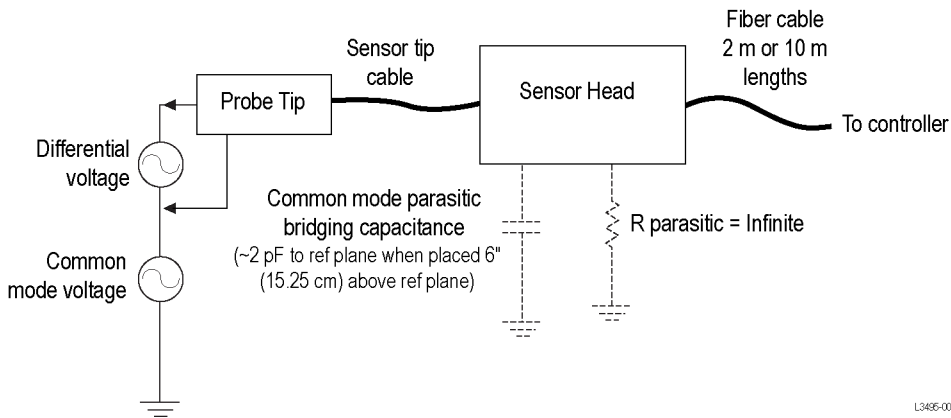 Fiber cable
2 m or 10 m
lengths
Sensor tip
cable
Sensor Head
Probe Tip
To controller
Differential
voltage
Common mode parasitic
bridging capacitance
(~2 pF to ref plane when placed 6"
(15.25 cm) above ref plane)
R parasitic = Infinite
Common
mode voltage
L3495-00